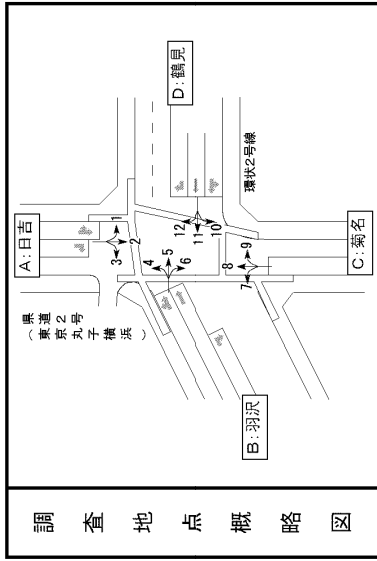 調査地点概略図
A:日吉
県道2号
(東京丸子横浜)
D:鶴見
環状2号線
B:羽沢
C:菊名
1
2
3
4
5
6
7
8
9
10
11
12